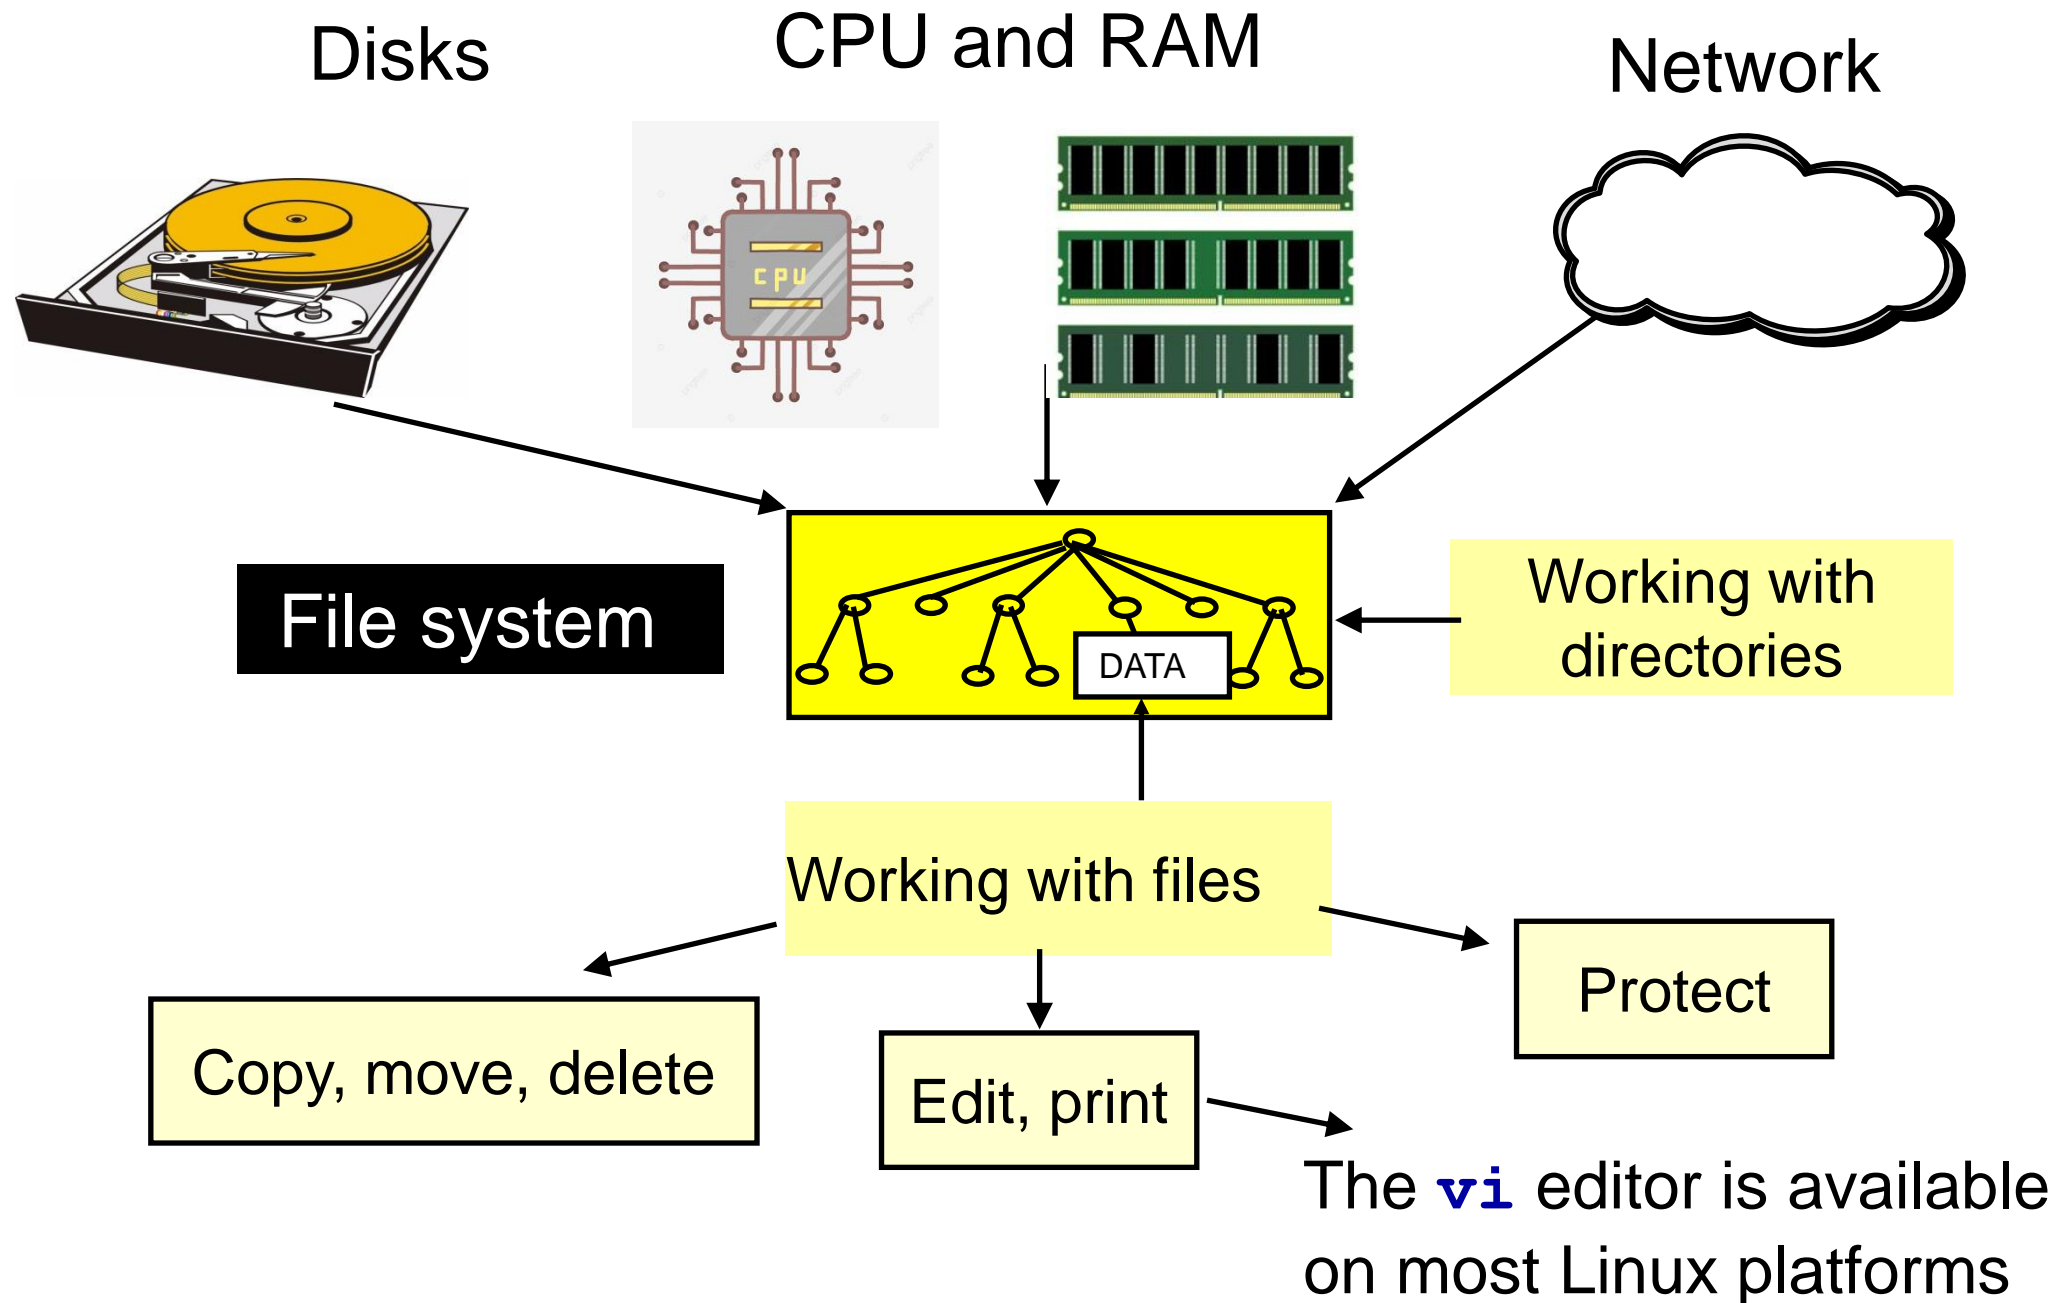 Disks
CPU and RAM
Network
cpu
File system
DATA
Working with
directories
Working with files
Copy, move, delete
Edit, print
Protect
The vi editor is available
on most Linux platforms